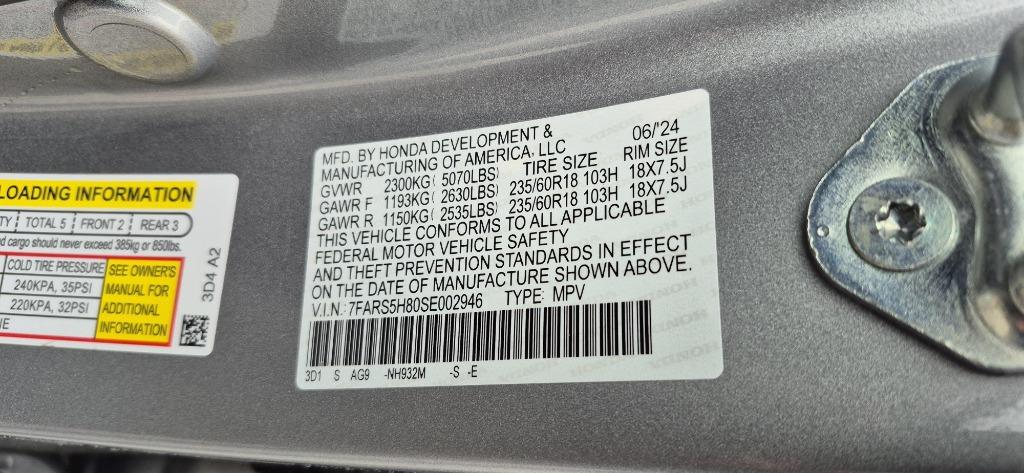 LOADING INFORMATION
TOTAL 5 FRONT 2 REAR 3
cargo should never exceed 385kg or 850lbs.
COLD TIRE PRESSURE
240KPA, 35PSI
220KPA, 32PSI
SEE OWNER'S
MANUAL FOR
ADDITIONAL
INFORMATION
3D4 A2
MFD. BY HONDA DEVELOPMENT & 06/'24
MANUFACTURING OF AMERICA, LLC
TIRE SIZE RIM SIZE
GVWR 2300KG( 5070LBS)
GAWR F 1193KG( 2630LBS) 235/60R18 103H 18X7.5J
GAWR R 1150KG( 2535LBS) 235/60R18 103H 18X7.5J
THIS VEHICLE CONFORMS TO ALL APPLICABLE
FEDERAL MOTOR VEHICLE SAFETY
AND THEFT PREVENTION STANDARDS IN EFFECT
ON THE DATE OF MANUFACTURE SHOWN ABOVE.
V.I.N.: 7FARS5H80SE002946 TYPE: MPV
3D1 S AG9 -NH932M -S -E